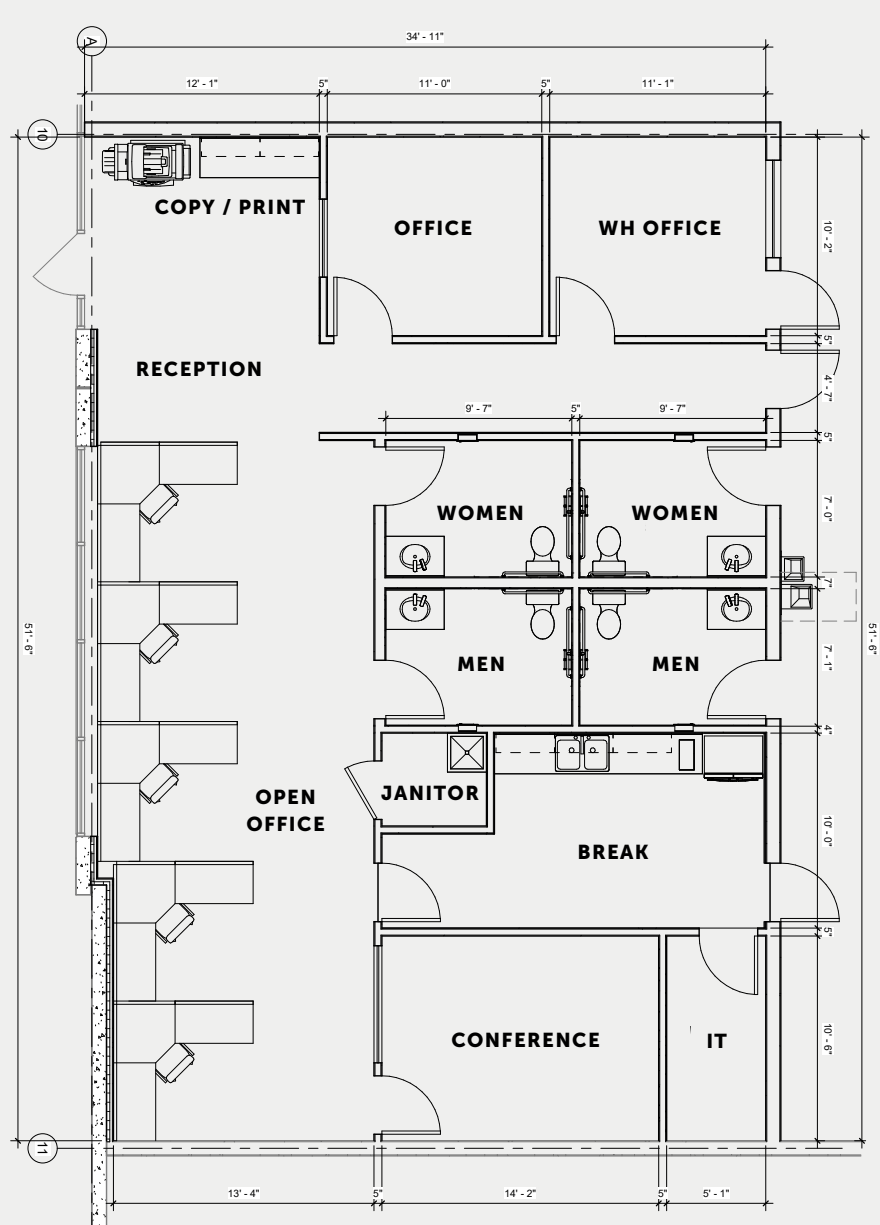 A
34' - 11"
12' - 1"
5"
11' - 0"
5"
11' - 1"
10
COPY / PRINT
OFFICE
WH OFFICE
10' - 2"
5"
RECEPTION
4' - 7"
9' - 7"
5"
9' - 7"
5"
WOMEN
WOMEN
7' - 0"
7"
51' - 6"
51' - 6"
MEN
MEN
7' - 1"
4"
JANITOR
OPEN
OFFICE
BREAK
10' - 0"
5"
CONFERENCE
IT
10' - 6"
11
13' - 4"
5"
14' - 2"
5"
5' - 1"